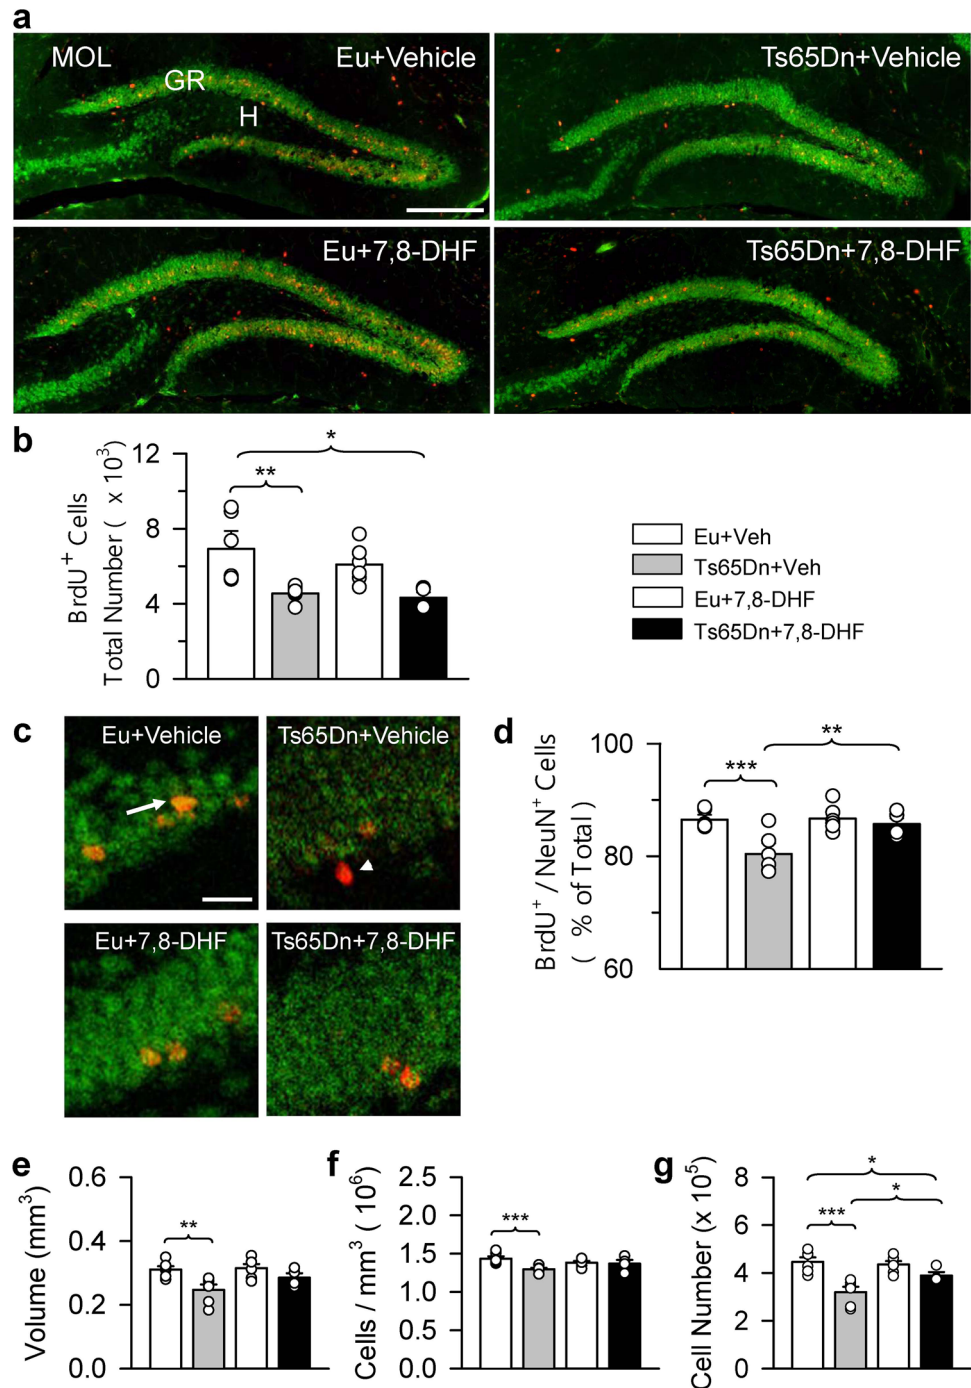 a
MOL
GR
H
Eu+Vehicle
Ts65Dn+Vehicle
Eu+7,8-DHF
Ts65Dn+7,8-DHF
b
BrdU+ Cells
Total Number ( x 10³)
12
8
4
0
*
**
Eu+Veh
Ts65Dn+Veh
Eu+7,8-DHF
Ts65Dn+7,8-DHF
c
Eu+Vehicle
Ts65Dn+Vehicle
Eu+7,8-DHF
Ts65Dn+7,8-DHF
d
BrdU+ / NeuN+ Cells
( % of Total )
100
80
60
***
**
e
Volume (mm³)
0.6
0.4
0.2
0.0
**
f
Cells / mm³ ( 10⁶)
2.5
2.0
1.5
1.0
0.5
0.0
***
g
Cell Number (x 10⁵)
8
6
4
2
0
*
*
***